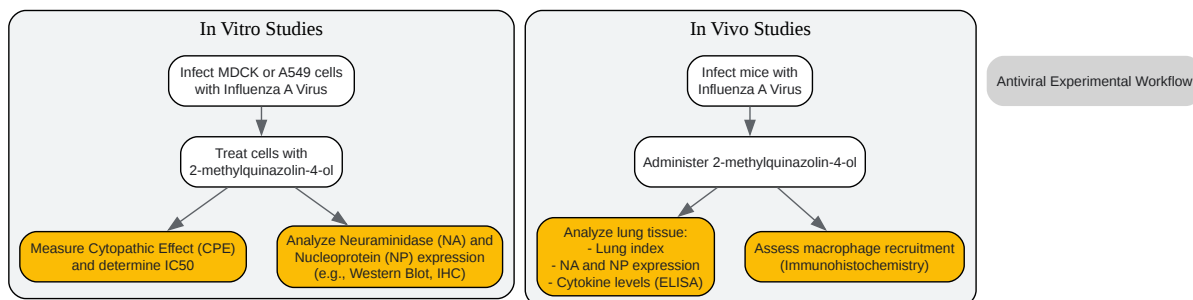 In Vitro Studies
Infect MDCK or A549 cells
with Influenza A Virus
Treat cells with
2-methylquinazolin-4-ol
Measure Cytopathic Effect (CPE)
and determine IC50
Analyze Neuraminidase (NA) and
Nucleoprotein (NP) expression
(e.g., Western Blot, IHC)
In Vivo Studies
Infect mice with
Influenza A Virus
Administer 2-methylquinazolin-4-ol
Analyze lung tissue:
- Lung index
- NA and NP expression
- Cytokine levels (ELISA)
Assess macrophage recruitment
(Immunohistochemistry)
Antiviral Experimental Workflow